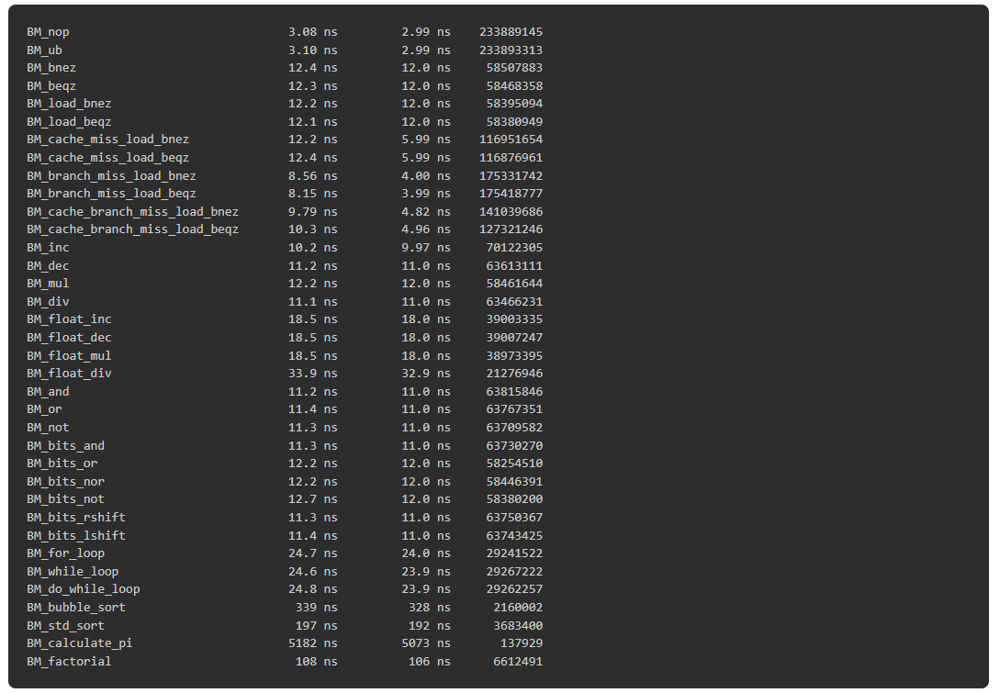 BM_nop 3.08 ns 2.99 ns 233889145
BM_ub 3.10 ns 2.99 ns 233893313
BM_bnez 12.4 ns 12.0 ns 58507883
BM_beqz 12.3 ns 12.0 ns 58468358
BM_load_bnez 12.2 ns 12.0 ns 58395094
BM_load_beqz 12.1 ns 12.0 ns 58380949
BM_cache_miss_load_bnez 12.2 ns 5.99 ns 116951654
BM_cache_miss_load_beqz 12.4 ns 5.99 ns 116876961
BM_branch_miss_load_bnez 8.56 ns 4.00 ns 175331742
BM_branch_miss_load_beqz 8.15 ns 3.99 ns 175418777
BM_cache_branch_miss_load_bnez 9.79 ns 4.82 ns 141039686
BM_cache_branch_miss_load_beqz 10.3 ns 4.96 ns 127321246
BM_inc 10.2 ns 9.97 ns 70122305
BM_dec 11.2 ns 11.0 ns 63613111
BM_mul 12.2 ns 12.0 ns 58461644
BM_div 11.1 ns 11.0 ns 63466231
BM_float_inc 18.5 ns 18.0 ns 39003335
BM_float_dec 18.5 ns 18.0 ns 39007247
BM_float_mul 18.5 ns 18.0 ns 38973395
BM_float_div 33.9 ns 32.9 ns 21276946
BM_and 11.2 ns 11.0 ns 63815846
BM_or 11.4 ns 11.0 ns 63767351
BM_not 11.3 ns 11.0 ns 63709582
BM_bits_and 11.3 ns 11.0 ns 63730270
BM_bits_or 12.2 ns 12.0 ns 58254510
BM_bits_nor 12.2 ns 12.0 ns 58446391
BM_bits_not 12.7 ns 12.0 ns 58380200
BM_bits_rshift 11.3 ns 11.0 ns 63750367
BM_bits_lshift 11.4 ns 11.0 ns 63743425
BM_for_loop 24.7 ns 24.0 ns 29241522
BM_while_loop 24.6 ns 23.9 ns 29267222
BM_do_while_loop 24.8 ns 23.9 ns 29262257
BM_bubble_sort 339 ns 328 ns 2160002
BM_std_sort 197 ns 192 ns 3683400
BM_calculate_pi 5182 ns 5073 ns 137929
BM_factorial 108 ns 106 ns 6612491